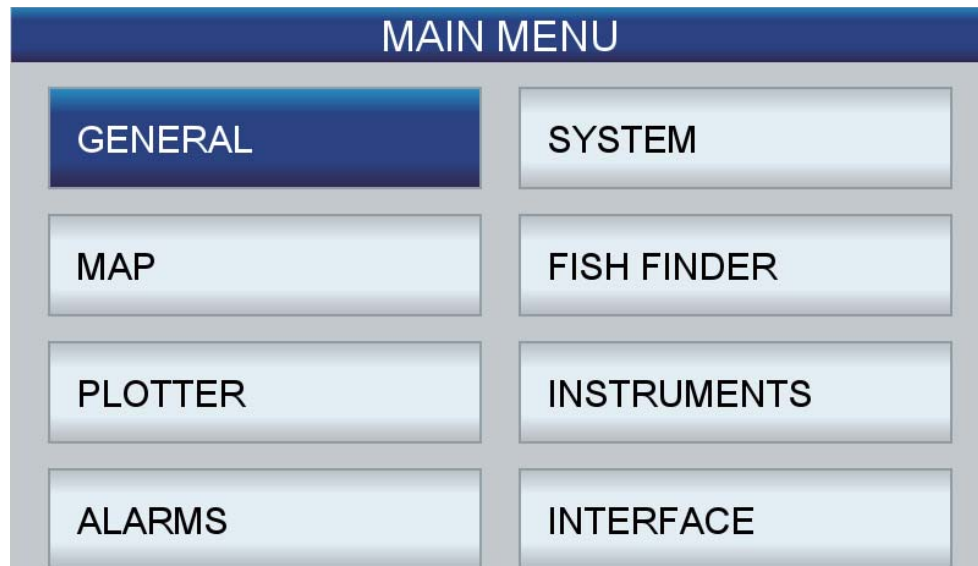 MAIN MENU
GENERAL
SYSTEM
MAP
FISH FINDER
PLOTTER
INSTRUMENTS
ALARMS
INTERFACE